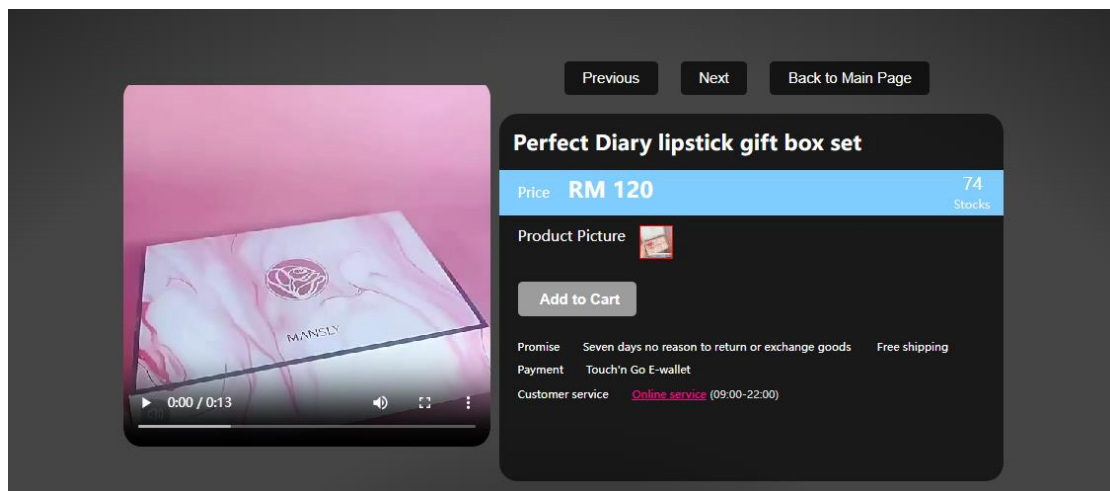 Previous Next Back to Main Page
Perfect Diary lipstick gift box set
Price RM 120 74
Stocks
Product Picture
MANSLY
Add to Cart
Promise Seven days no reason to return or exchange goods Free shipping
Payment Touch'n Go E-wallet
0:00 / 0:13
Customer service Online service (09:00-22:00)